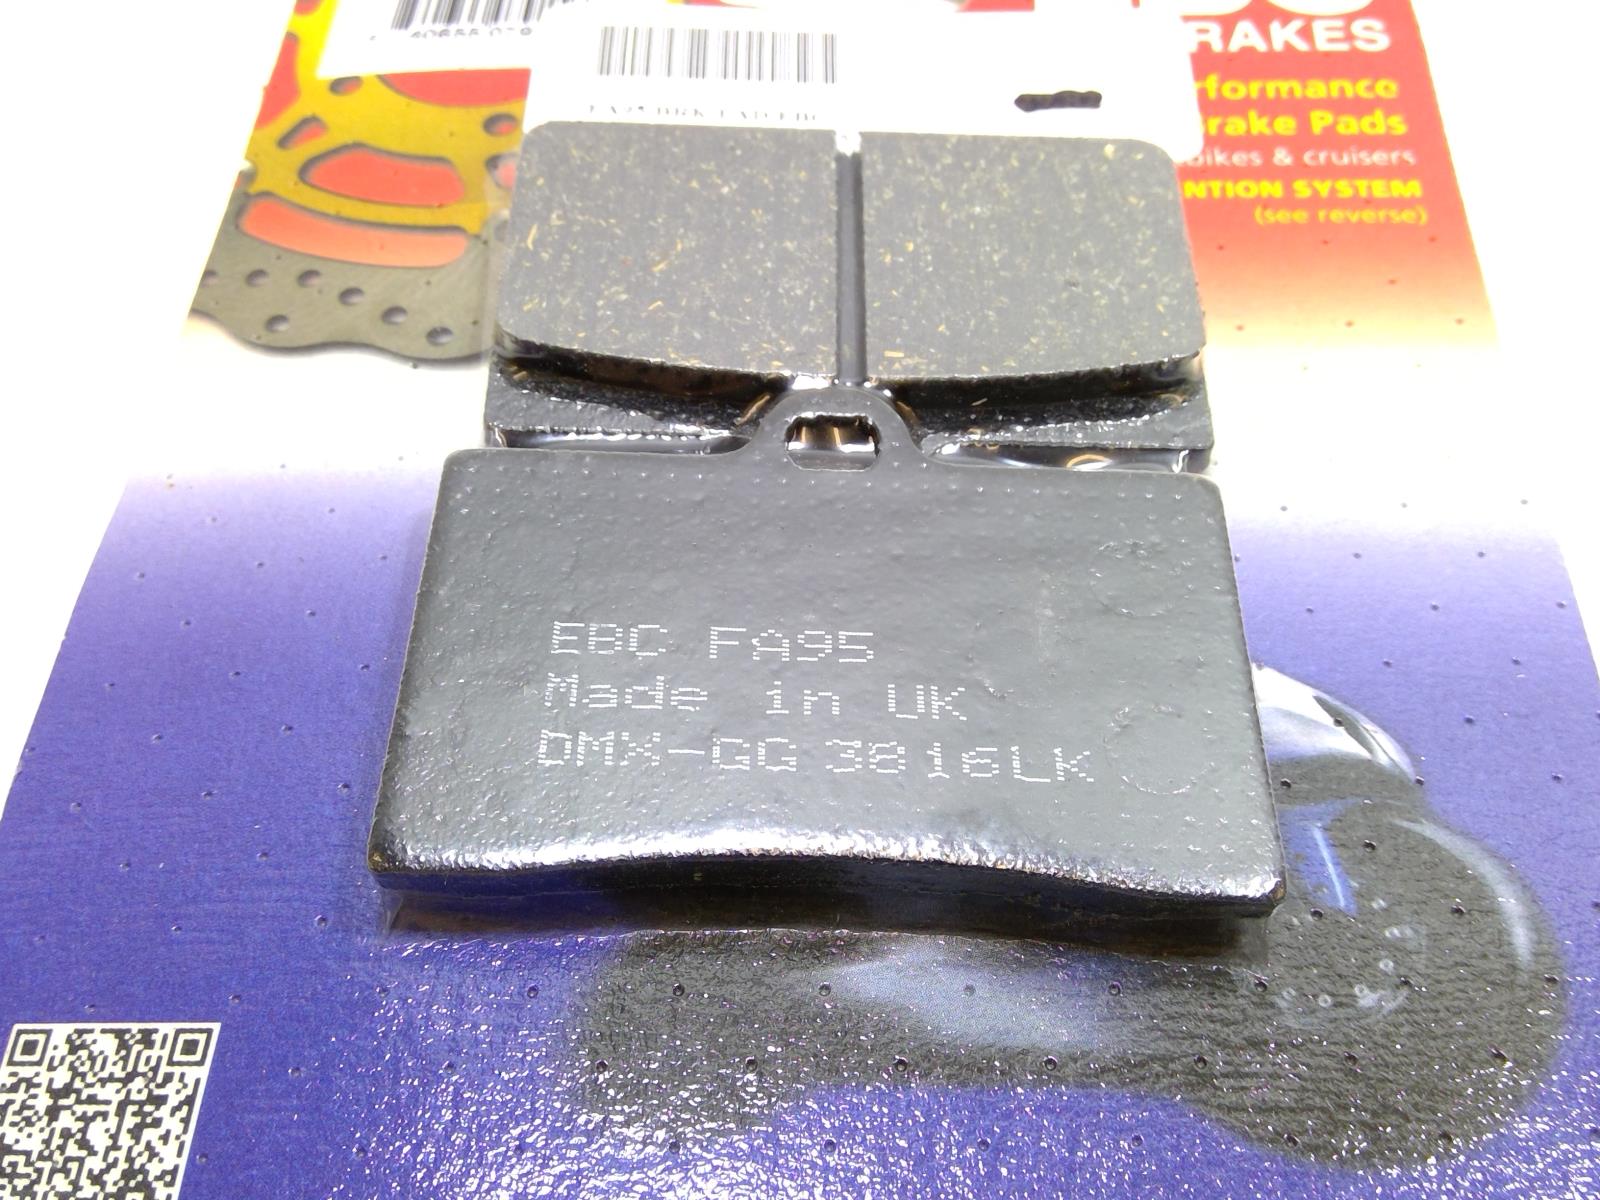 RAKES
rformance
rake Pads
bikes & cruisers
NTION SYSTEM
(see reverse)
EBC FA95
Made in UK
DMX-GG 3816LK